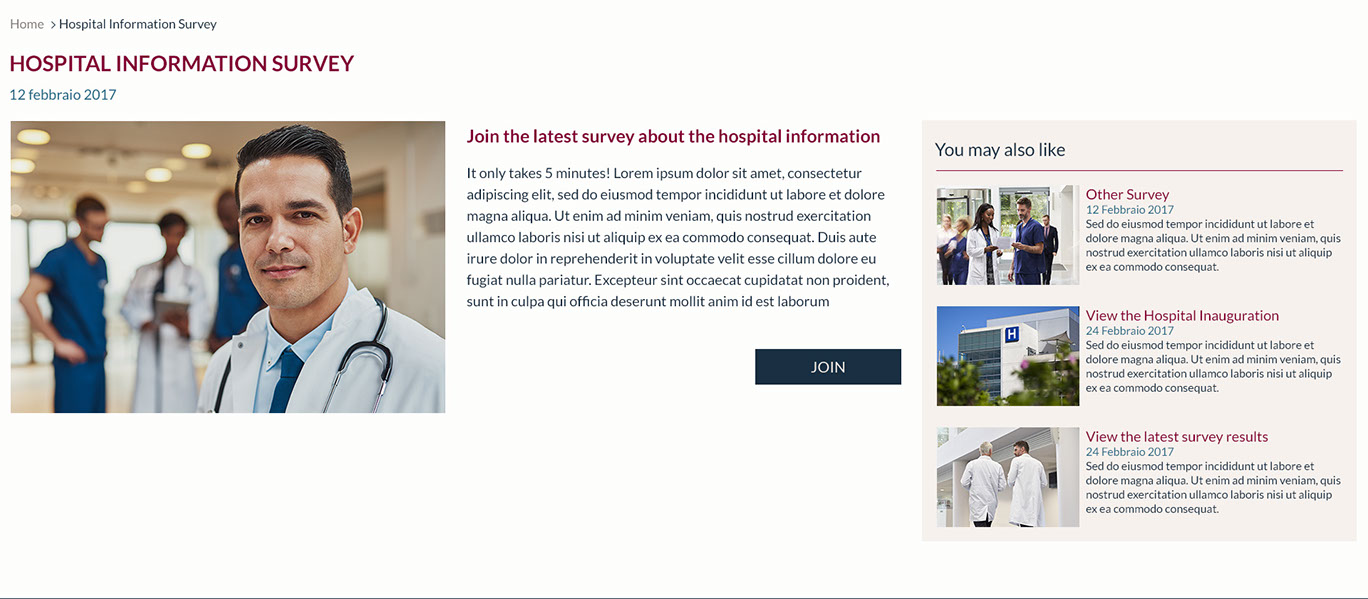 Home > Hospital Information Survey
HOSPITAL INFORMATION SURVEY
12 febbraio 2017
Join the latest survey about the hospital information
It only takes 5 minutes! Lorem ipsum dolor sit amet, consectetur
adipiscing elit, sed do eiusmod tempor incididunt ut labore et dolore
magna aliqua. Ut enim ad minim veniam, quis nostrud exercitation
ullamco laboris nisi ut aliquip ex ea commodo consequat. Duis aute
irure dolor in reprehenderit in voluptate velit esse cillum dolore eu
fugiat nulla pariatur. Excepteur sint occaecat cupidatat non proident,
sunt in culpa qui officia deserunt mollit anim id est laborum
JOIN
You may also like
Other Survey
12 Febbraio 2017
Sed do eiusmod tempor incididunt ut labore et
dolore magna aliqua. Ut enim ad minim veniam, quis
nostrud exercitation ullamco laboris nisi ut aliquip
ex ea commodo consequat.
H
View the Hospital Inauguration
24 Febbraio 2017
Sed do eiusmod tempor incididunt ut labore et
dolore magna aliqua. Ut enim ad minim veniam, quis
nostrud exercitation ullamco laboris nisi ut aliquip
ex ea commodo consequat.
View the latest survey results
24 Febbraio 2017
Sed do eiusmod tempor incididunt ut labore et
dolore magna aliqua. Ut enim ad minim veniam, quis
nostrud exercitation ullamco laboris nisi ut aliquip
ex ea commodo consequat.